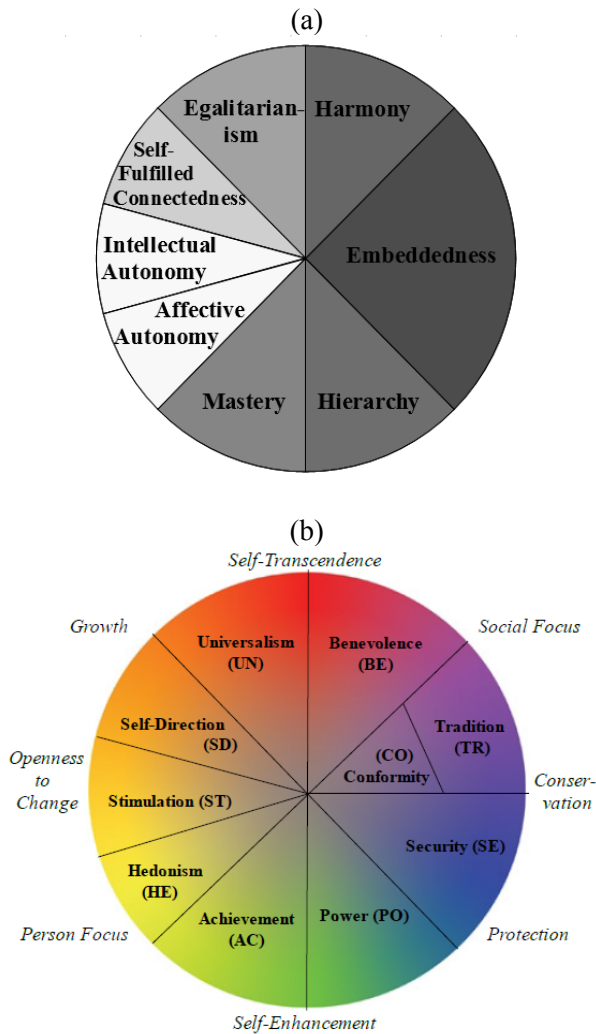 (a)
Egalitarian-
ism
Harmony
Self-
Fulfilled
Connectedness
Intellectual
Autonomy
Embeddedness
Affective
Autonomy
Mastery
Hierarchy
(b)
Self-Transcendence
Growth
Social Focus
Universalism
(UN)
Benevolence
(BE)
Self-Direction
(SD)
Tradition
(TR)
(CO)
Conformity
Openness
to
Change
Stimulation (ST)
Conser-
vation
Security (SE)
Hedonism
(HE)
Achievement
(AC)
Power (PO)
Person Focus
Protection
Self-Enhancement